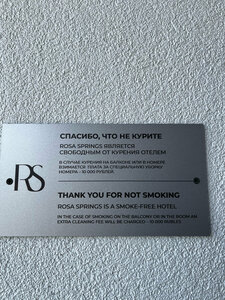 СПАСИБО, ЧТО НЕ КУРИТЕ
ROSA SPRINGS ЯВЛЯЕТСЯ
СВОБОДНЫМ ОТ КУРЕНИЯ ОТЕЛЕМ
В СЛУЧАЕ КУРЕНИЯ НА БАЛКОНЕ ИЛИ В НОМЕРЕ
ВЗИМАЕТСЯ ПЛАТА ЗА СПЕЦИАЛЬНУЮ УБОРКУ
НОМЕРА - 10 000 РУБЛЕЙ.
RS
THANK YOU FOR NOT SMOKING
ROSA SPRINGS IS A SMOKE-FREE HOTEL
IN THE CASE OF SMOKING ON THE BALCONY OR IN THE ROOM AN
EXTRA CLEANING FEE WILL BE CHARGED - 10 000 RUBLES